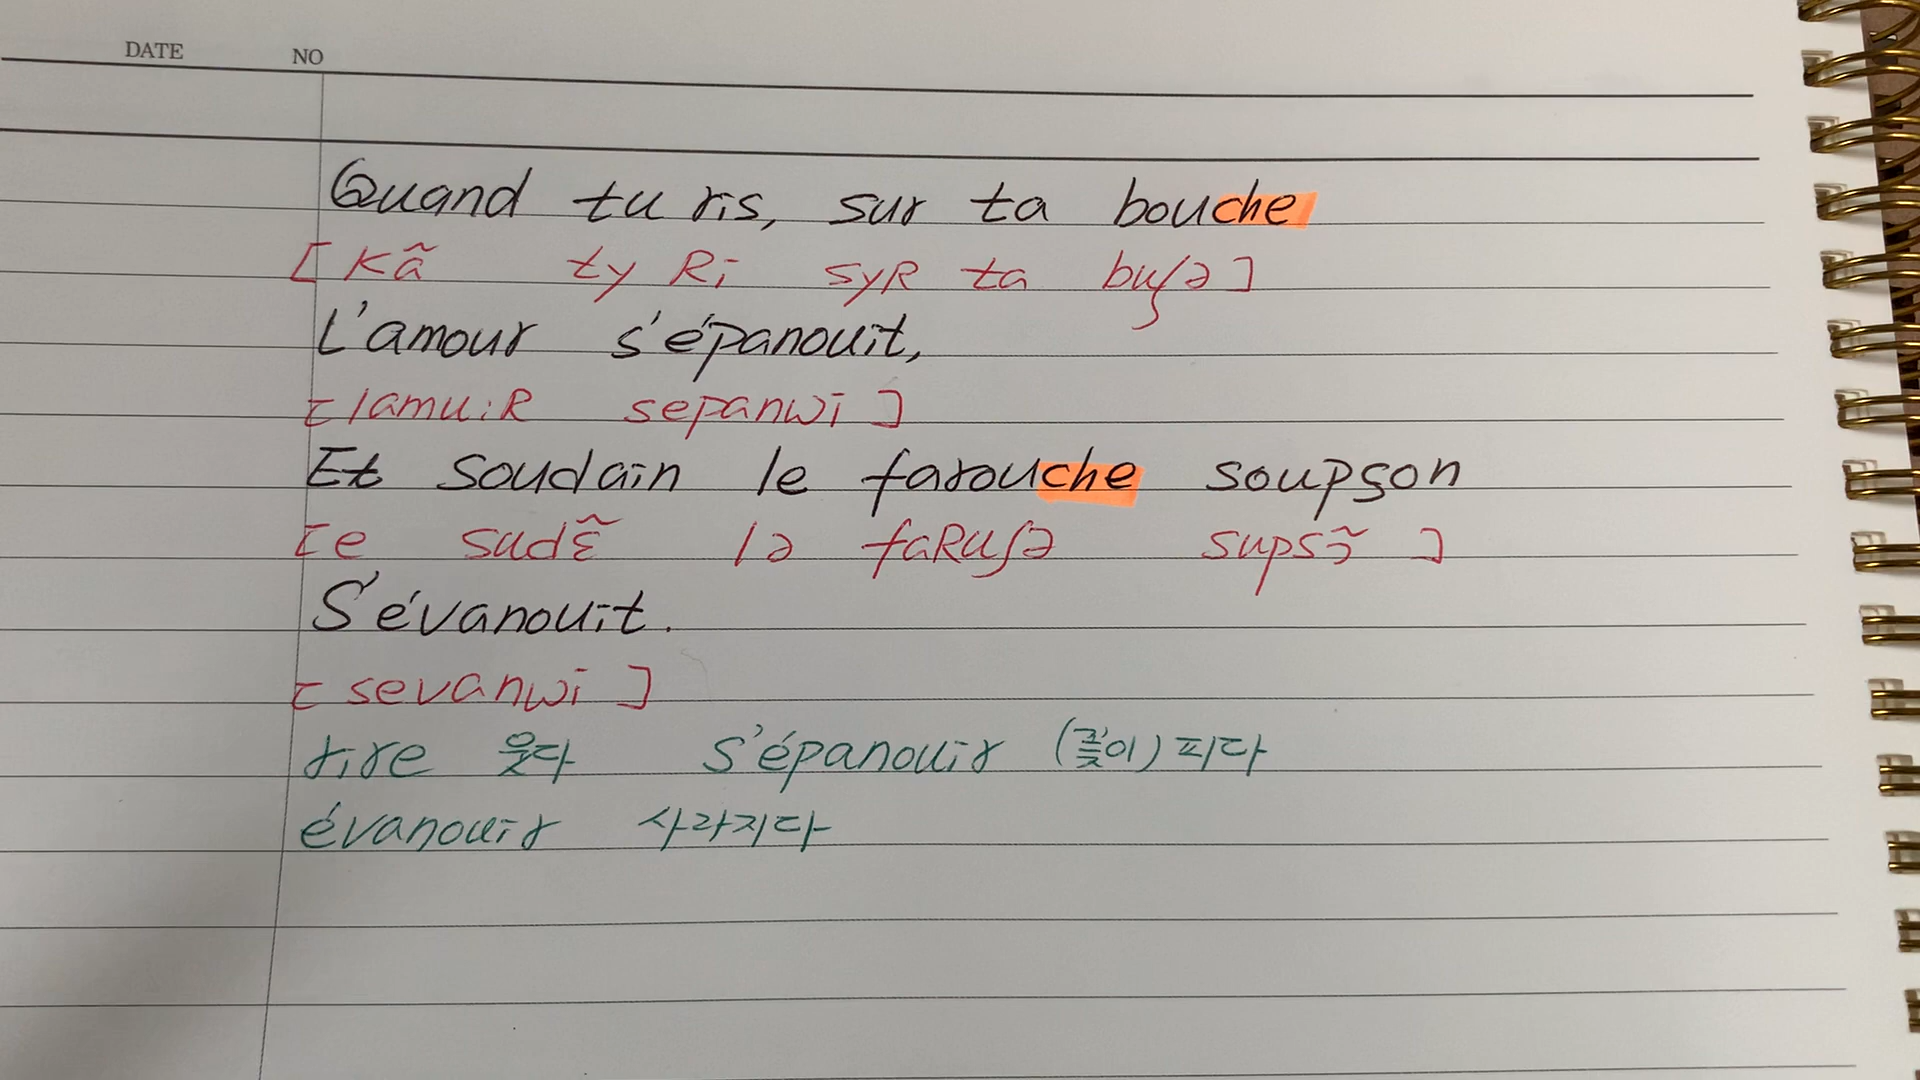 DATE NO
Quand tu ris, sur ta bouche
[Kɑ̃ ty Ri syR ta buʃə]
L'amour s'épanouit,
[lamu:R sepanwi]
Et soudain le farouche soupçon
[e sudɛ̃ lə faRuʃə supsɔ̃]
S'évanouit.
[sevanwi]
rire 웃다 s'épanouir (꽃이) 피다
évanouir 사라지다